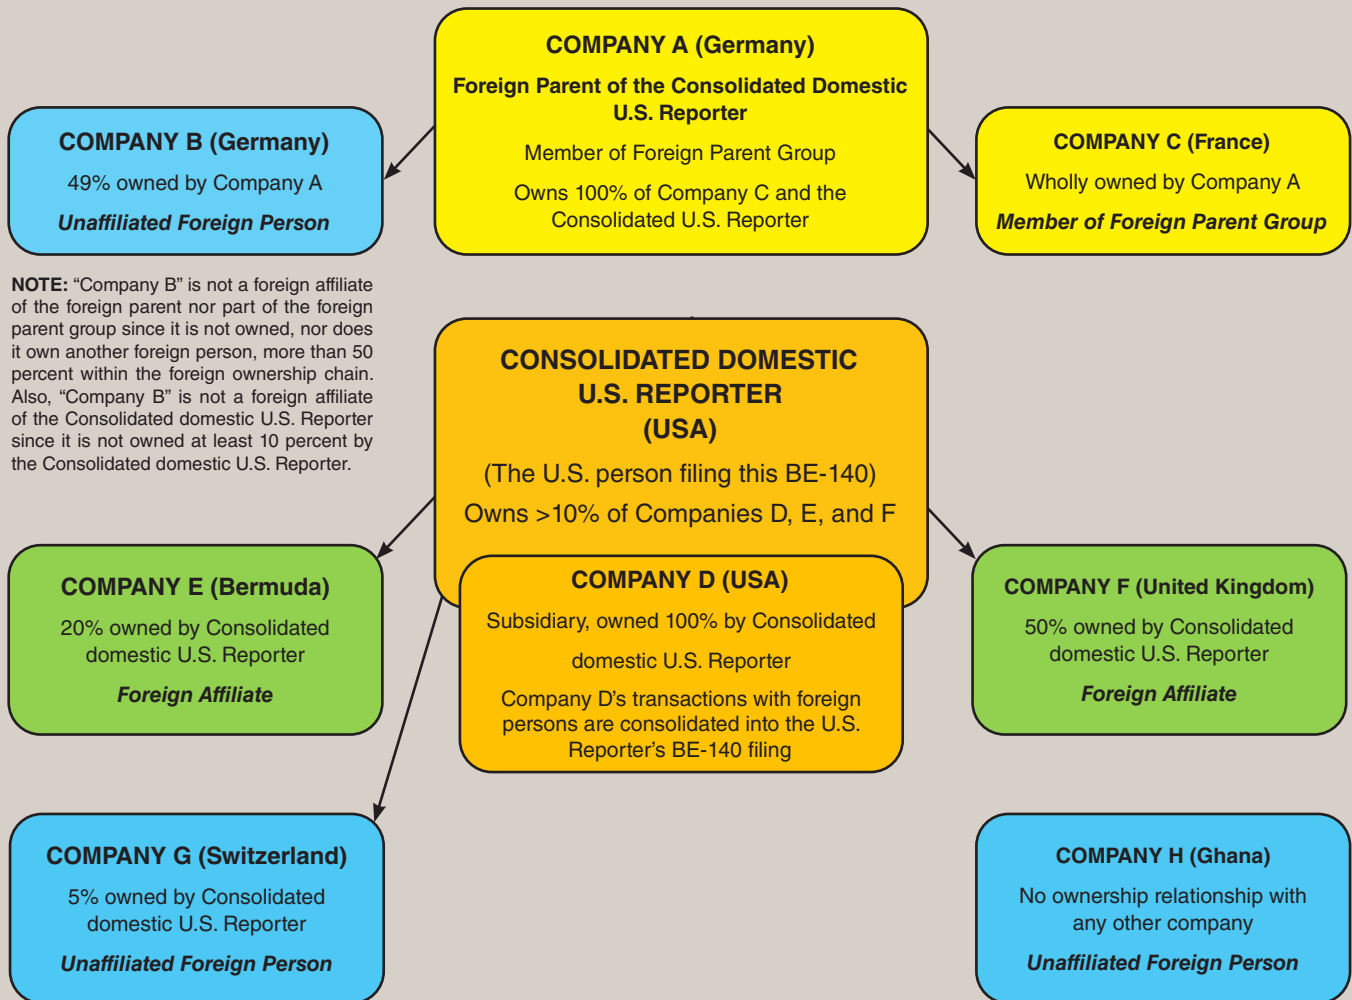 COMPANY A (Germany)
Foreign Parent of the Consolidated Domestic
U.S. Reporter
Member of Foreign Parent Group
Owns 100% of Company C and the
Consolidated U.S. Reporter
COMPANY B (Germany)
49% owned by Company A
Unaffiliated Foreign Person
COMPANY C (France)
Wholly owned by Company A
Member of Foreign Parent Group
NOTE: “Company B” is not a foreign affiliate
of the foreign parent nor part of the foreign
parent group since it is not owned, nor does
it own another foreign person, more than 50
percent within the foreign ownership chain.
Also, “Company B” is not a foreign affiliate
of the Consolidated domestic U.S. Reporter
since it is not owned at least 10 percent by
the Consolidated domestic U.S. Reporter.
CONSOLIDATED DOMESTIC
U.S. REPORTER
(USA)
(The U.S. person filing this BE-140)
Owns >10% of Companies D, E, and F
COMPANY E (Bermuda)
20% owned by Consolidated
domestic U.S. Reporter
Foreign Affiliate
COMPANY D (USA)
Subsidiary, owned 100% by Consolidated
domestic U.S. Reporter
Company D’s transactions with foreign
persons are consolidated into the U.S.
Reporter’s BE-140 filing
COMPANY F (United Kingdom)
50% owned by Consolidated
domestic U.S. Reporter
Foreign Affiliate
COMPANY G (Switzerland)
5% owned by Consolidated
domestic U.S. Reporter
Unaffiliated Foreign Person
COMPANY H (Ghana)
No ownership relationship with
any other company
Unaffiliated Foreign Person